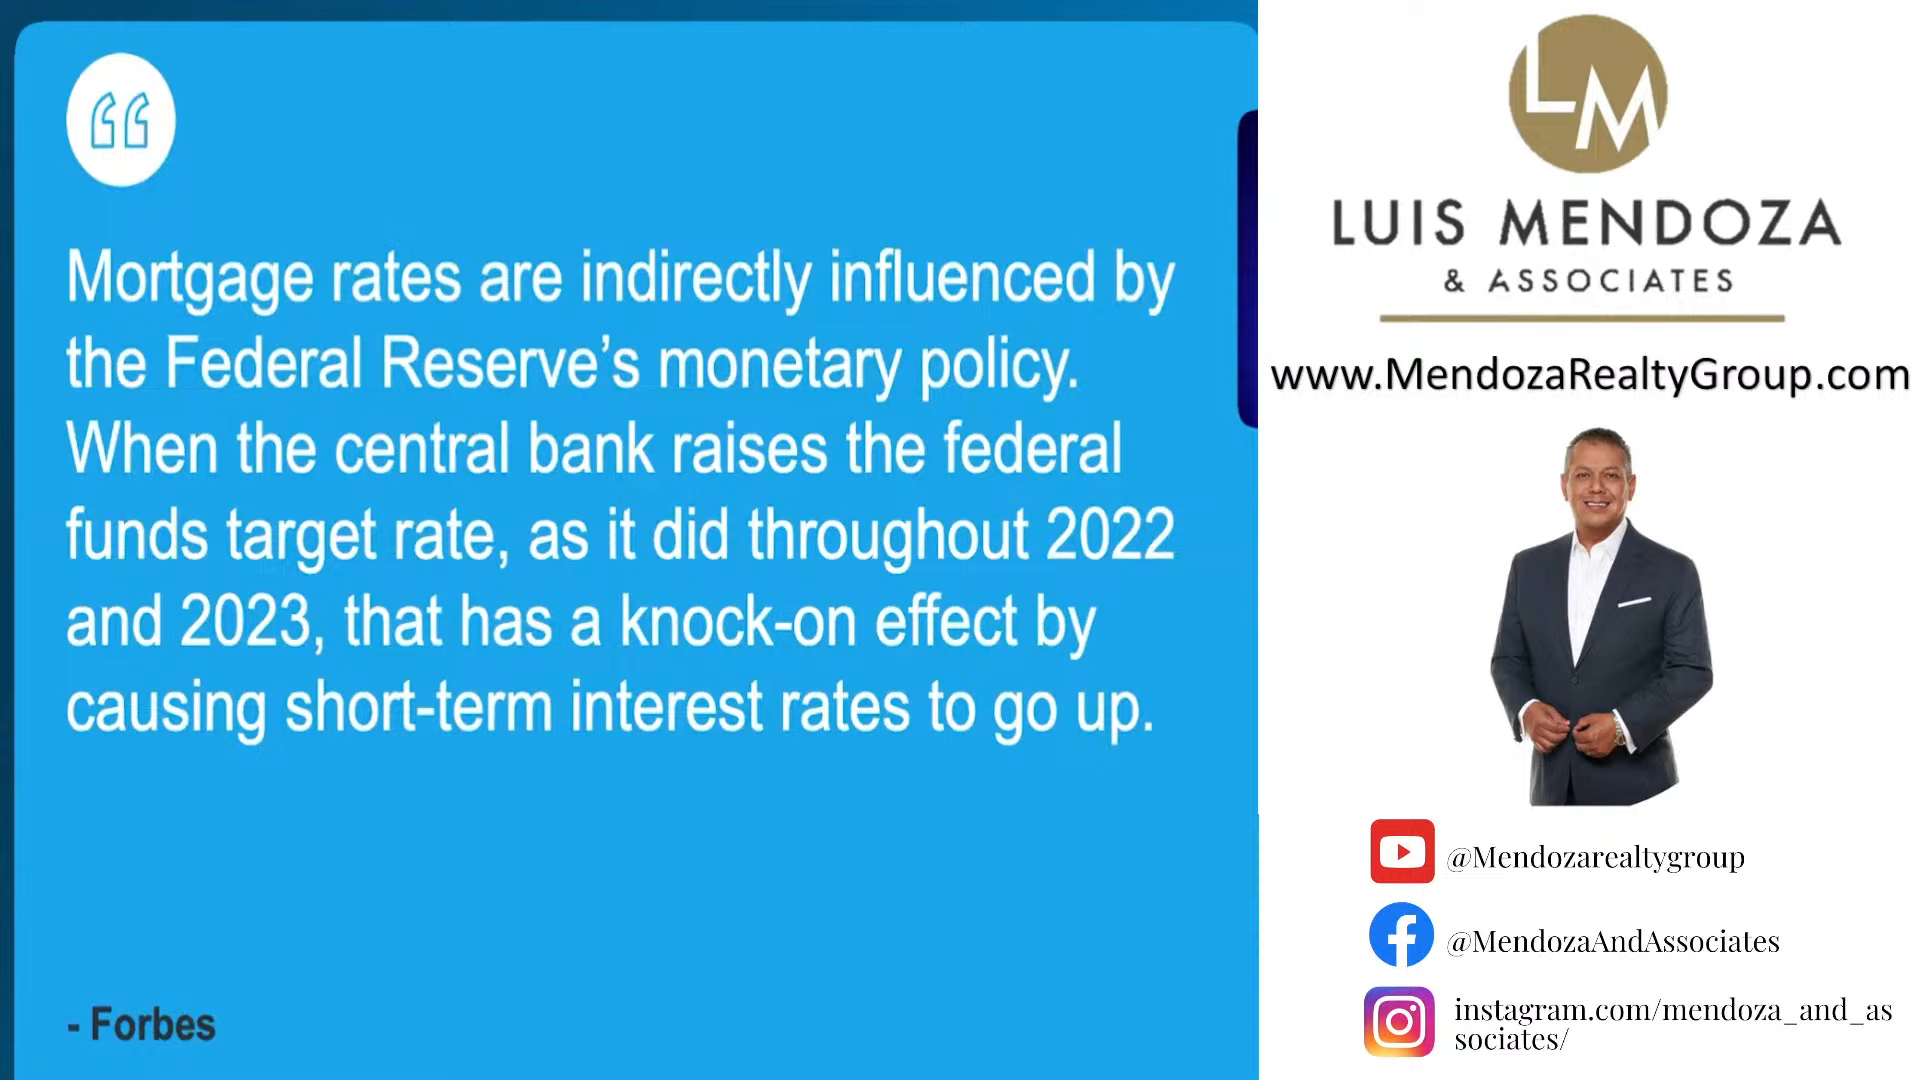 Mortgage rates are indirectly influenced by
the Federal Reserve’s monetary policy.
When the central bank raises the federal
funds target rate, as it did throughout 2022
and 2023, that has a knock-on effect by
causing short-term interest rates to go up.
- Forbes
LM
LUIS MENDOZA
& ASSOCIATES
www.MendozaRealtyGroup.com
@Mendozarealtygroup
@MendozaAndAssociates
instagram.com/mendoza_and_as
sociates/